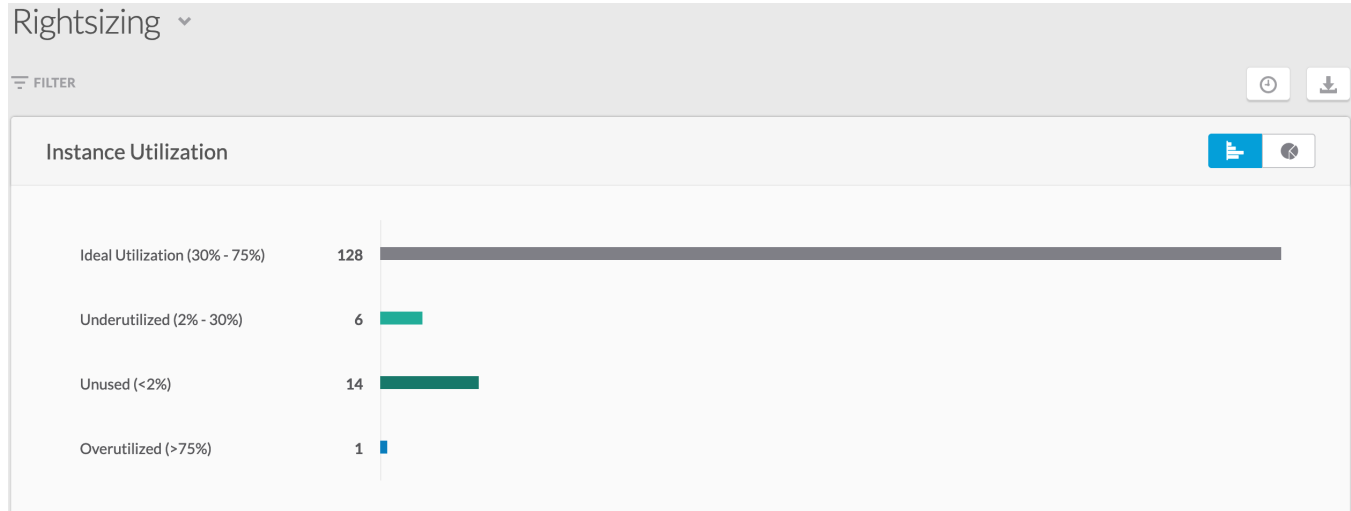 Rightsizing
FILTER
Instance Utilization
Ideal Utilization (30% - 75%) 128
Underutilized (2% - 30%) 6
Unused (<2%) 14
Overutilized (>75%) 1